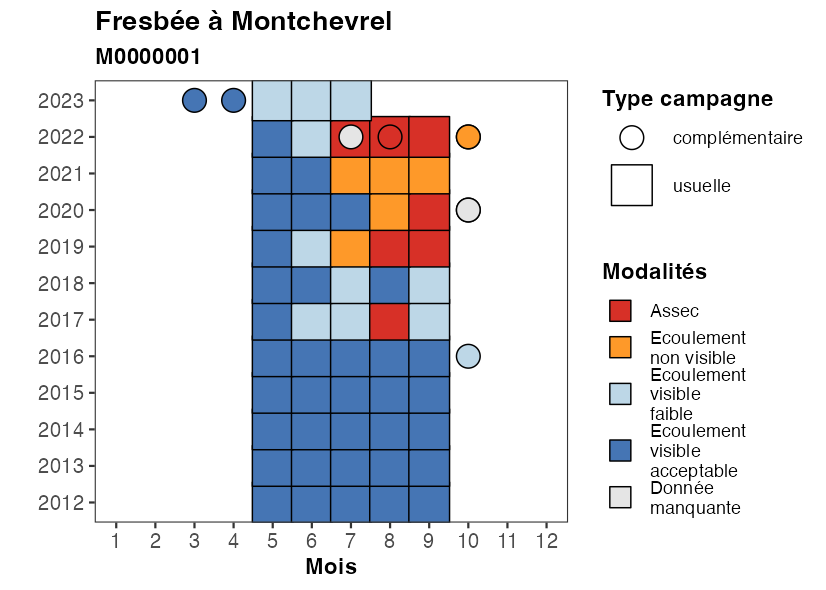 Fresbée à Montchevrel
M0000001
2023
2022
2021
2020
2019
2018
2017
2016
2015
2014
2013
2012
1 2 3 4 5 6 7 8 9 10 11 12
Mois
Type campagne
complémentaire
usuelle
Modalités
Assec
Ecoulement
non visible
Ecoulement
visible
faible
Ecoulement
visible
acceptable
Donnée
manquante